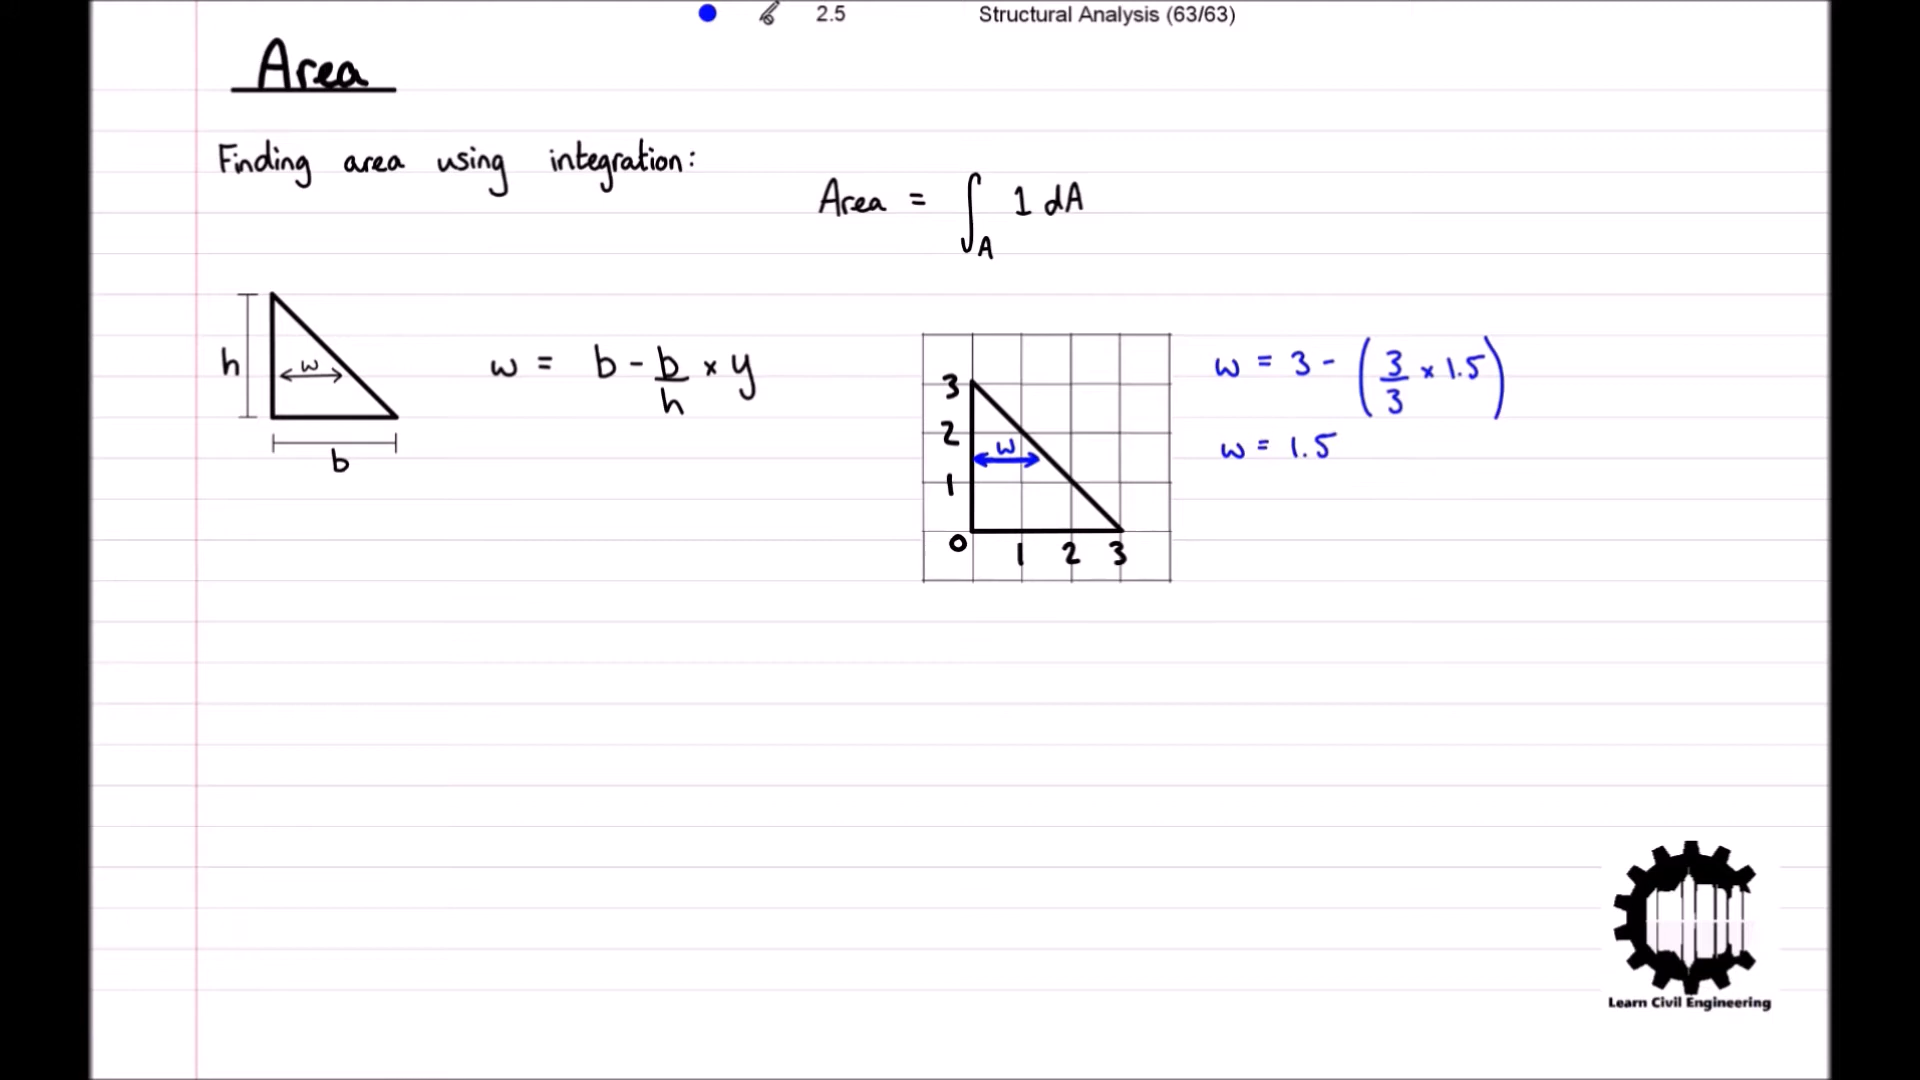 2.5 Structural Analysis (63/63)
Area
Finding area using integration:
Area = ∫_A 1 dA
h
w
b
w = b - b/h × y
3
2
1
0
w
1 2 3
w = 3 - (3/3 × 1.5)
w = 1.5
Learn Civil Engineering